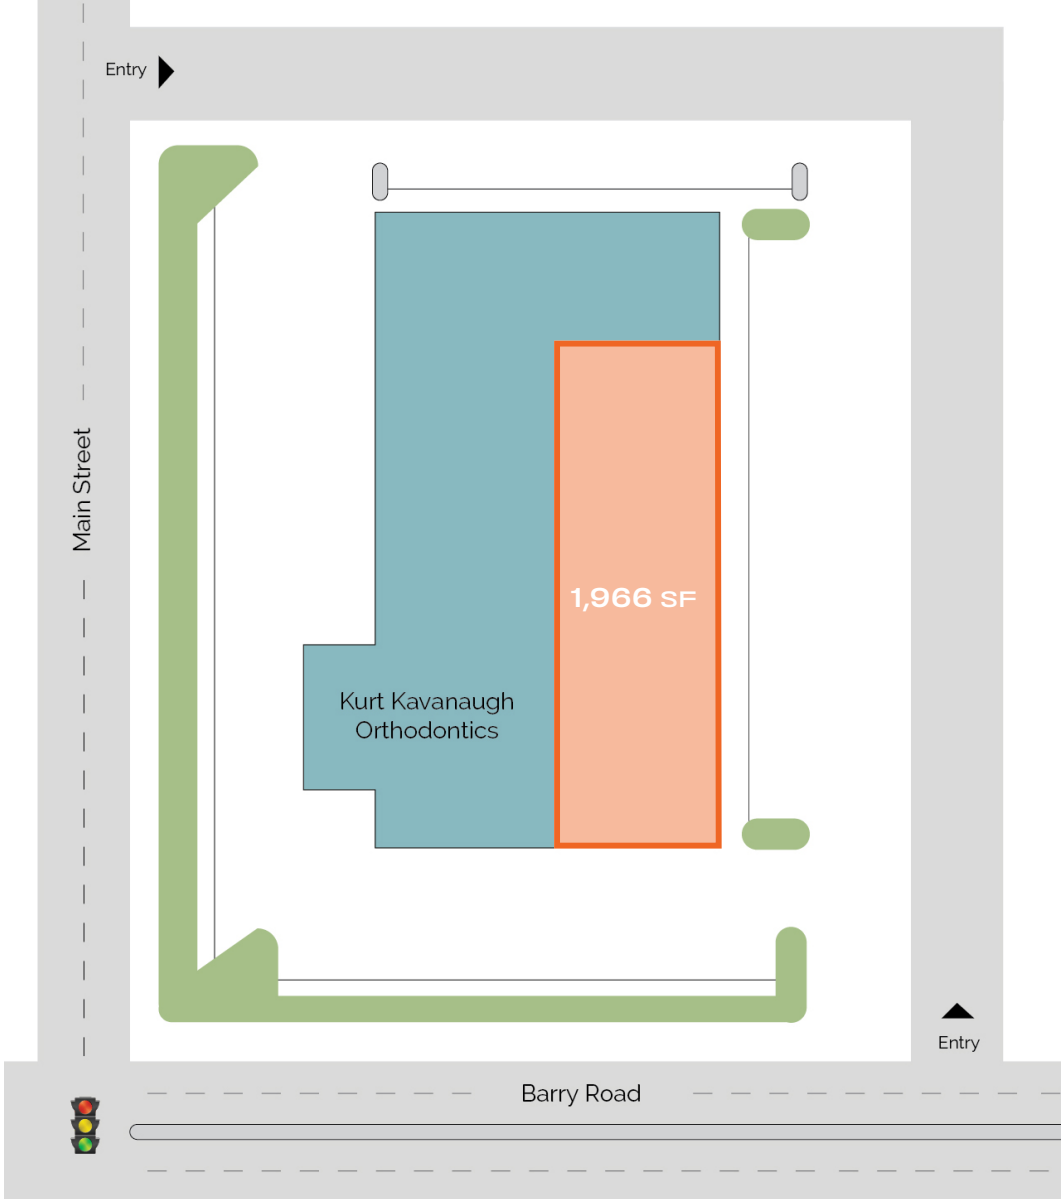 Entry
Main Street
1,966 SF
Kurt Kavanaugh
Orthodontics
Entry
Barry Road